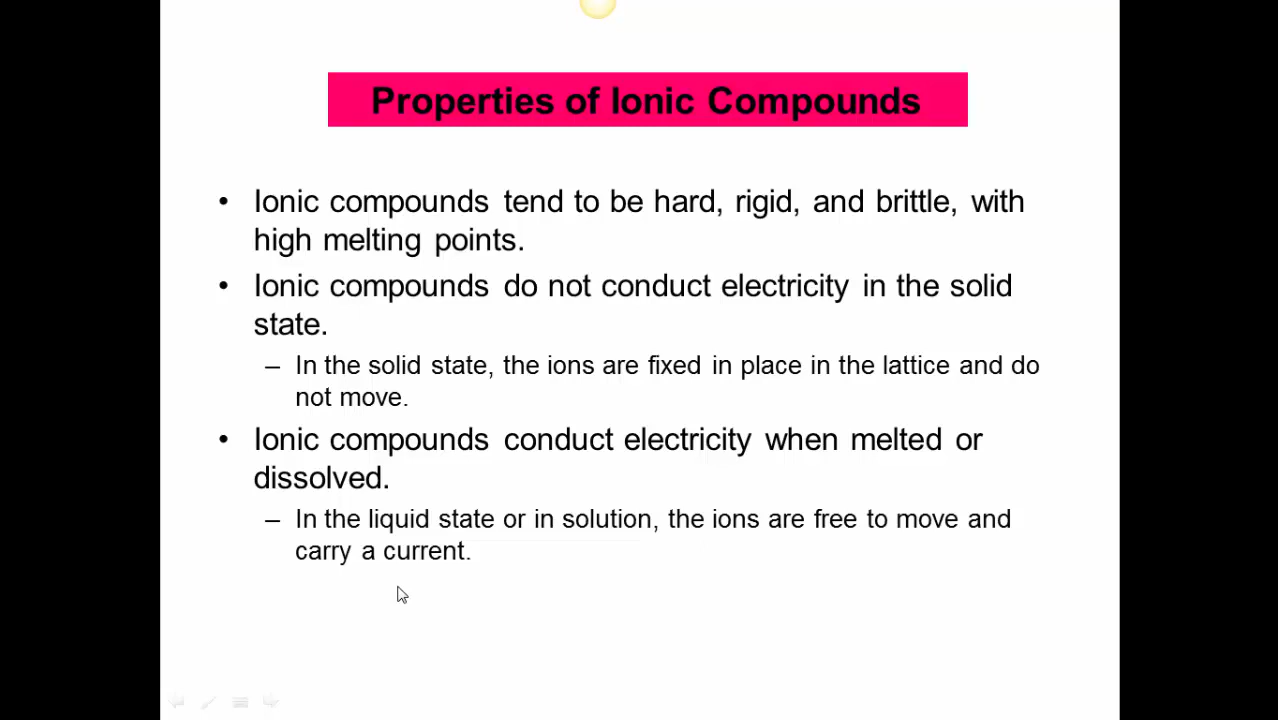 Properties of Ionic Compounds
• Ionic compounds tend to be hard, rigid, and brittle, with
high melting points.
• Ionic compounds do not conduct electricity in the solid
state.
– In the solid state, the ions are fixed in place in the lattice and do
not move.
• Ionic compounds conduct electricity when melted or
dissolved.
– In the liquid state or in solution, the ions are free to move and
carry a current.